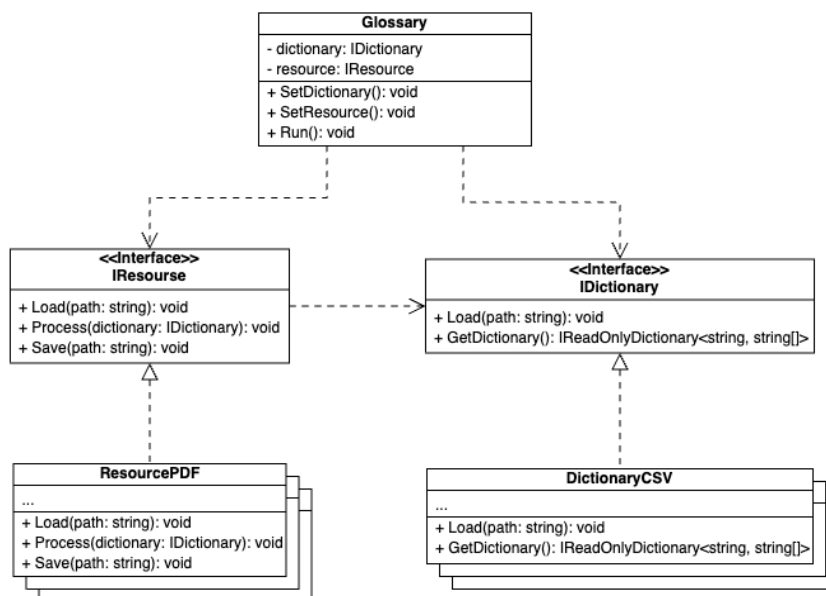 Glossary
- dictionary: IDictionary
- resource: IResource
+ SetDictionary(): void
+ SetResource(): void
+ Run(): void
<<Interface>>
IResourse
+ Load(path: string): void
+ Process(dictionary: IDictionary): void
+ Save(path: string): void
<<Interface>>
IDictionary
+ Load(path: string): void
+ GetDictionary(): IReadOnlyDictionary<string, string[]>
ResourcePDF
...
+ Load(path: string): void
+ Process(dictionary: IDictionary): void
+ Save(path: string): void
DictionaryCSV
...
+ Load(path: string): void
+ GetDictionary(): IReadOnlyDictionary<string, string[]>